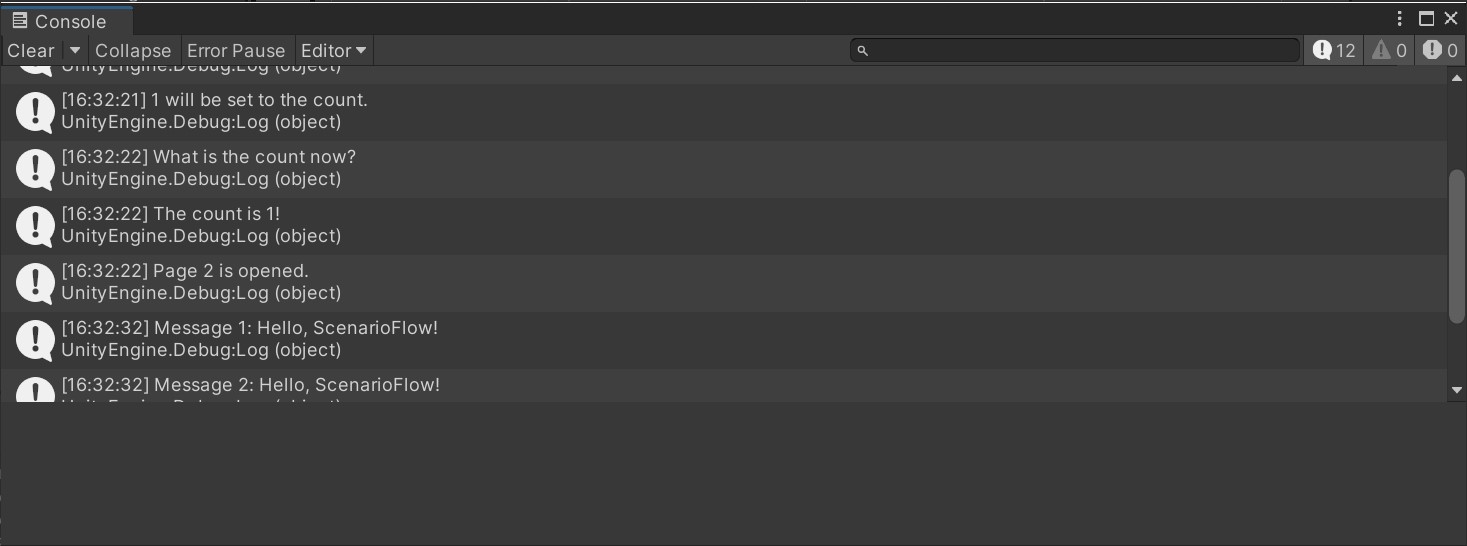 Console
Clear Collapse Error Pause Editor 12 0 0
UnityEngine.Debug:Log (object)
[16:32:21] 1 will be set to the count.
UnityEngine.Debug:Log (object)
[16:32:22] What is the count now?
UnityEngine.Debug:Log (object)
[16:32:22] The count is 1!
UnityEngine.Debug:Log (object)
[16:32:22] Page 2 is opened.
UnityEngine.Debug:Log (object)
[16:32:32] Message 1: Hello, ScenarioFlow!
UnityEngine.Debug:Log (object)
[16:32:32] Message 2: Hello, ScenarioFlow!